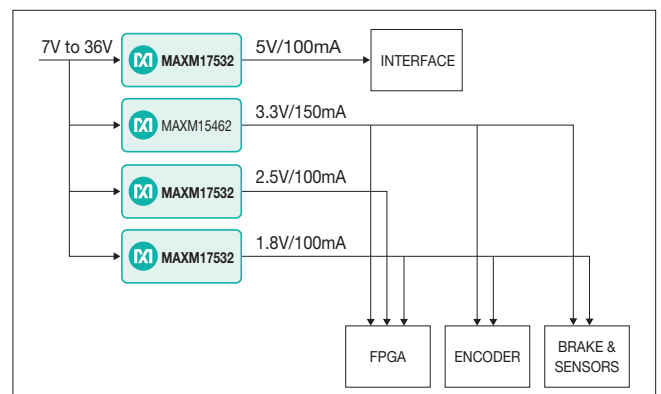 7V to 36V
MAXM17532
5V/100mA
INTERFACE
MAXM15462
3.3V/150mA
MAXM17532
2.5V/100mA
MAXM17532
1.8V/100mA
FPGA
ENCODER
BRAKE &
SENSORS